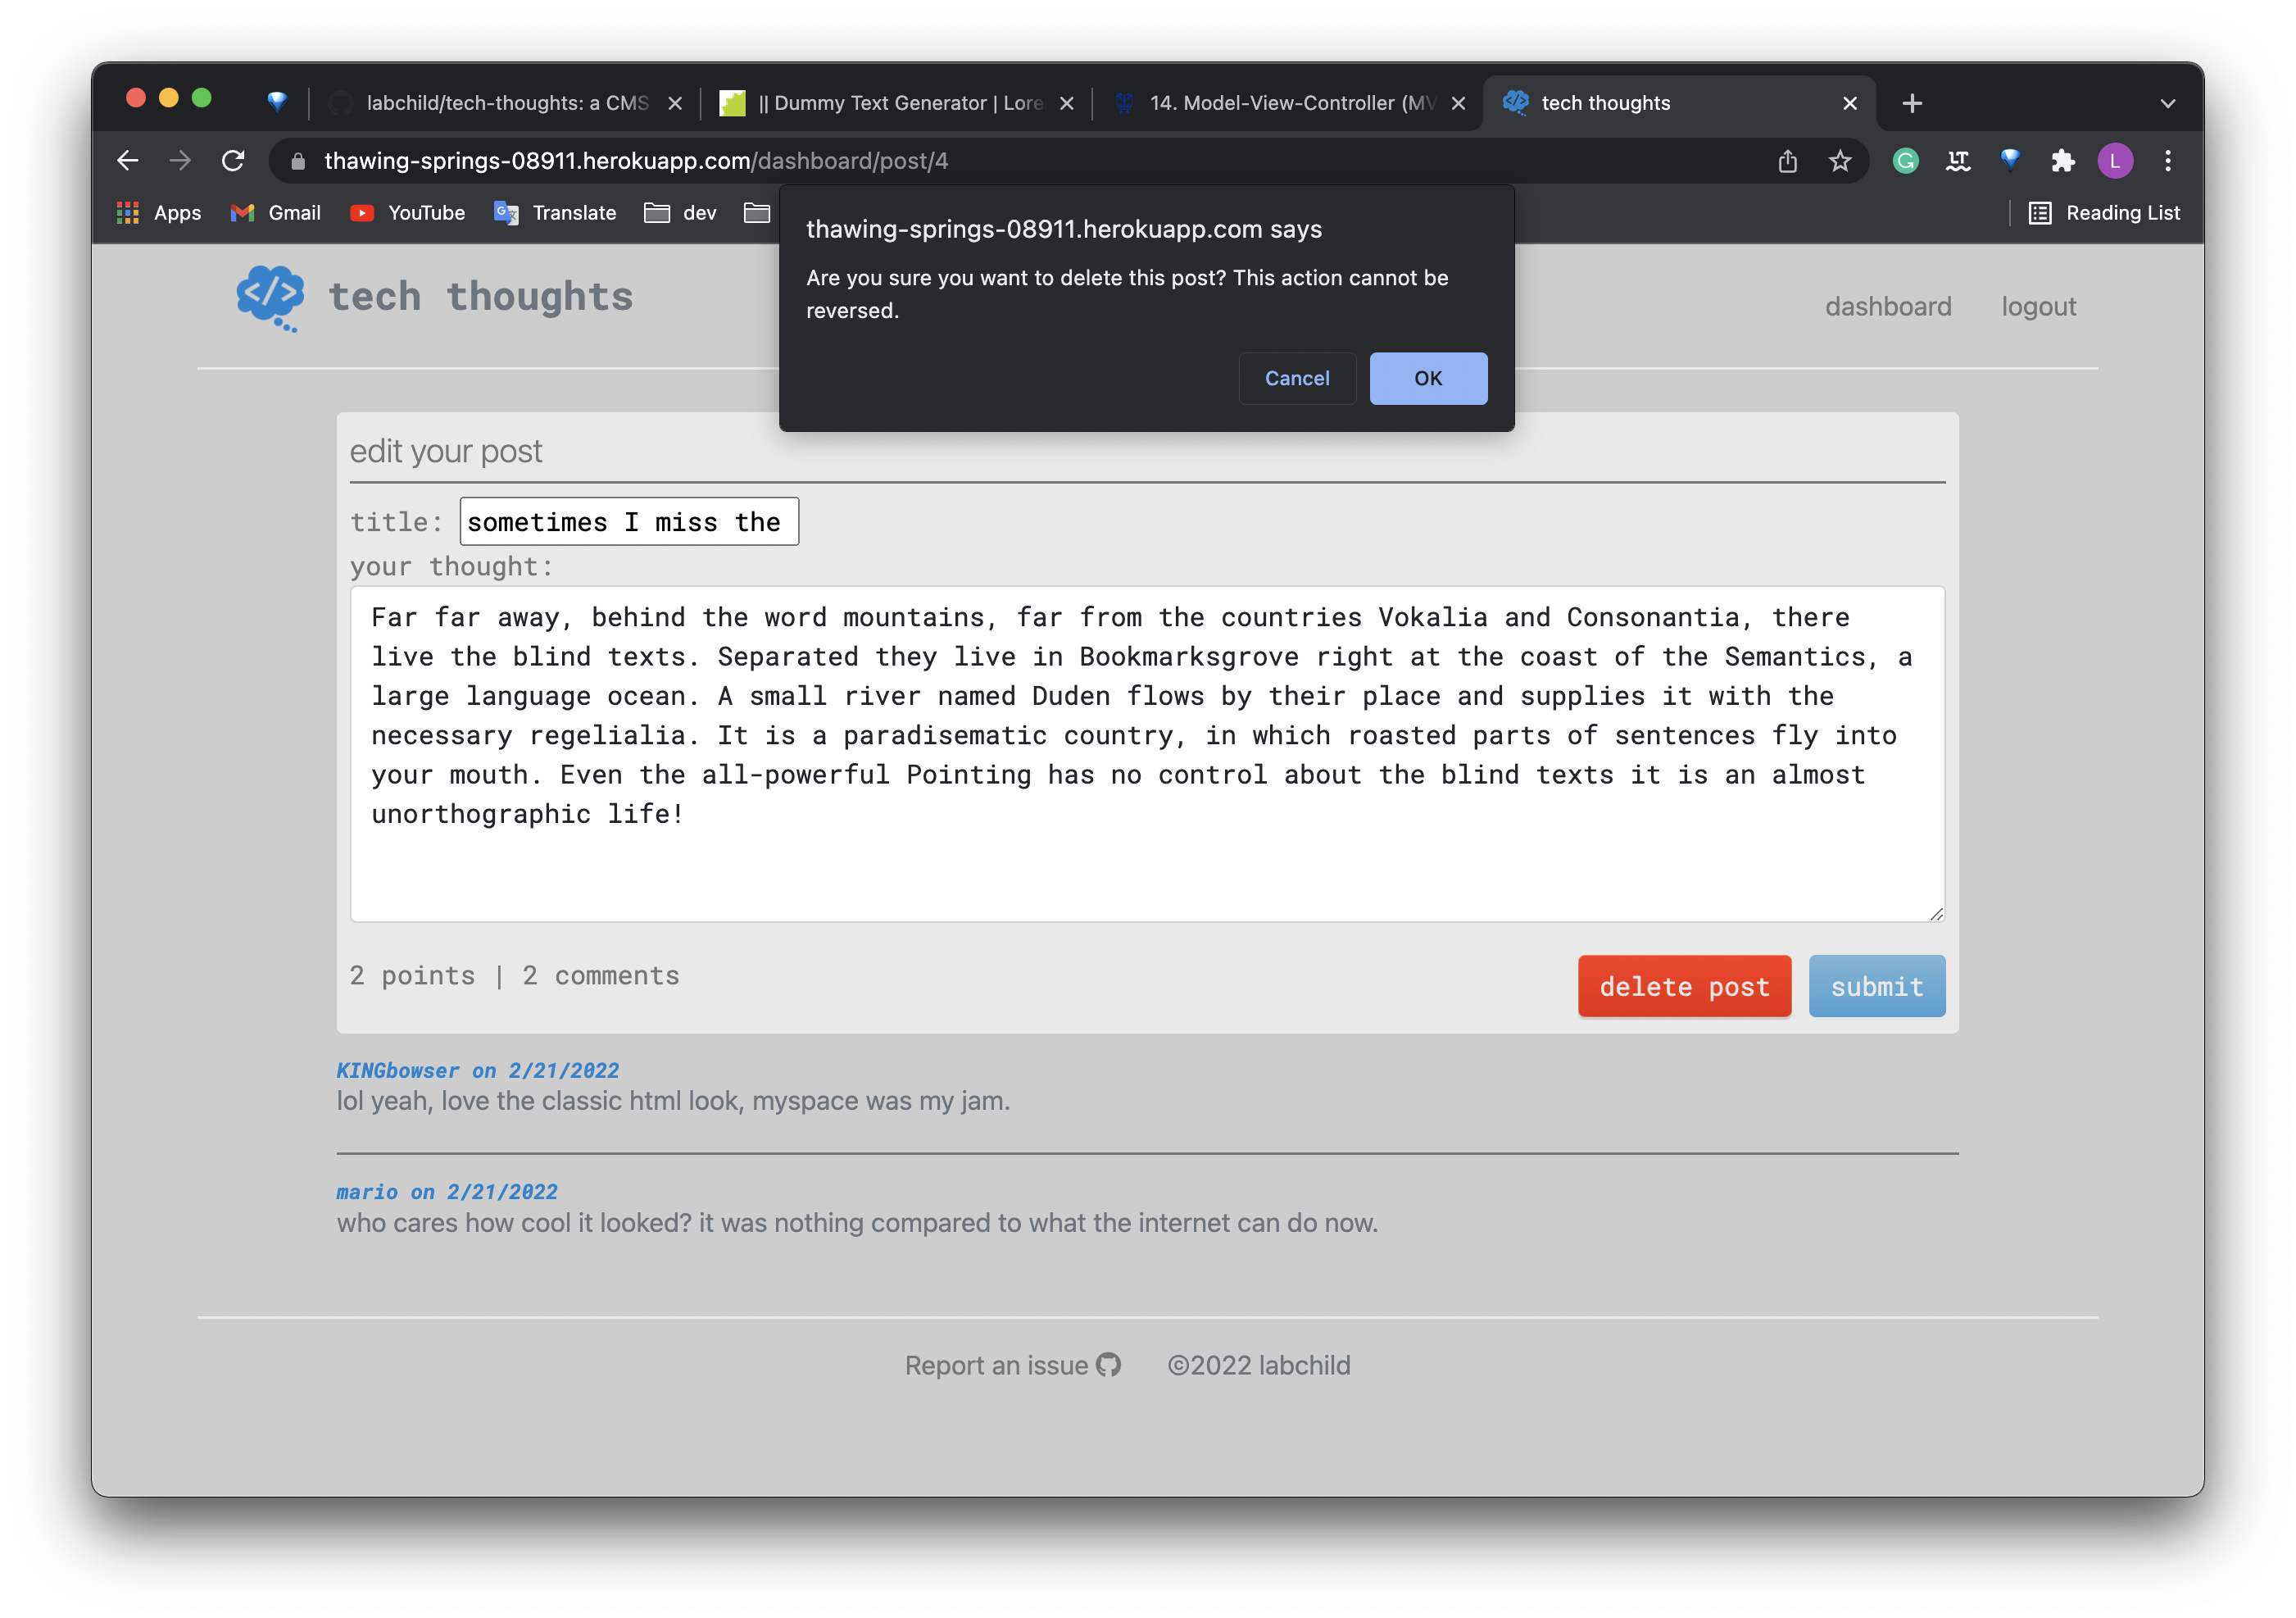 labchild/tech-thoughts: a CMS
|| Dummy Text Generator | Lore
14. Model-View-Controller (MV
tech thoughts
thawing-springs-08911.herokuapp.com/dashboard/post/4
G
LT
L
Apps
Gmail
YouTube
Translate
dev
Reading List
thawing-springs-08911.herokuapp.com says
Are you sure you want to delete this post? This action cannot be
reversed.
Cancel
OK
</> tech thoughts
dashboard
logout
edit your post
title: sometimes I miss the
your thought:
Far far away, behind the word mountains, far from the countries Vokalia and Consonantia, there
live the blind texts. Separated they live in Bookmarksgrove right at the coast of the Semantics, a
large language ocean. A small river named Duden flows by their place and supplies it with the
necessary regelialia. It is a paradisematic country, in which roasted parts of sentences fly into
your mouth. Even the all-powerful Pointing has no control about the blind texts it is an almost
unorthographic life!
2 points | 2 comments
delete post
submit
KINGbowser on 2/21/2022
lol yeah, love the classic html look, myspace was my jam.
mario on 2/21/2022
who cares how cool it looked? it was nothing compared to what the internet can do now.
Report an issue
©2022 labchild